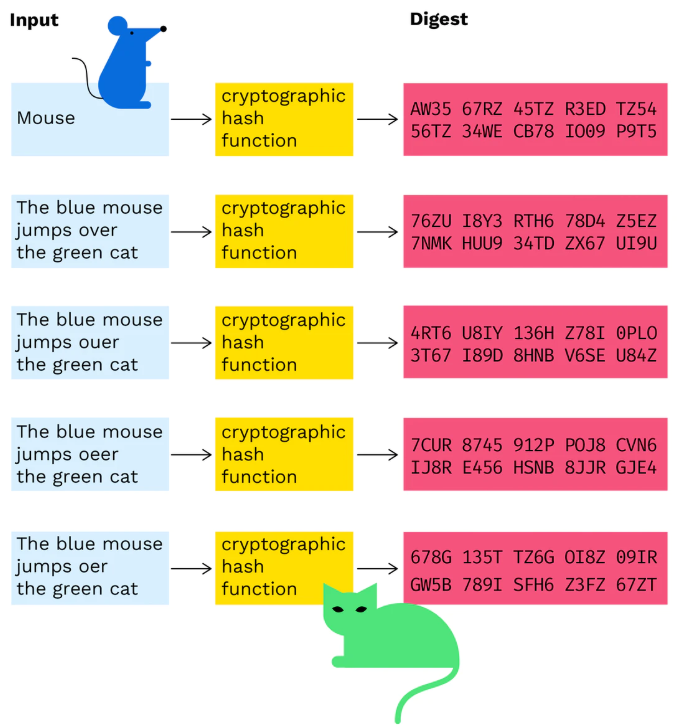 Input
Digest
Mouse
cryptographic
hash
function
AW35 67RZ 45TZ R3ED TZ54
56TZ 34WE CB78 IO09 P9T5
The blue mouse
jumps over
the green cat
cryptographic
hash
function
76ZU I8Y3 RTH6 78D4 Z5EZ
7NMK HUU9 34TD ZX67 UI9U
The blue mouse
jumps ouer
the green cat
cryptographic
hash
function
4RT6 U8IY 136H Z78I 0PLO
3T67 I89D 8HNB V6SE U84Z
The blue mouse
jumps oeer
the green cat
cryptographic
hash
function
7CUR 8745 912P POJ8 CVN6
IJ8R E456 HSNB 8JJR GJE4
The blue mouse
jumps oer
the green cat
cryptographic
hash
function
678G 135T TZ6G OI8Z 09IR
GW5B 789I SFH6 Z3FZ 67ZT